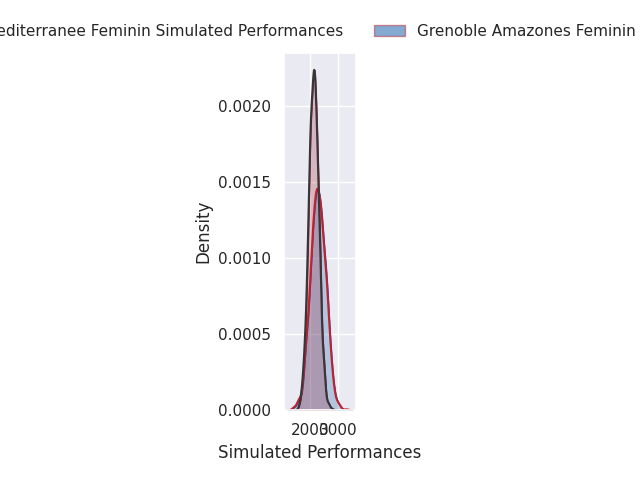 editerranee Feminin Simulated Performances
Grenoble Amazones Feminin
0.0020
0.0015
0.0010
0.0005
0.0000
Density
2000 3000
Simulated Performances